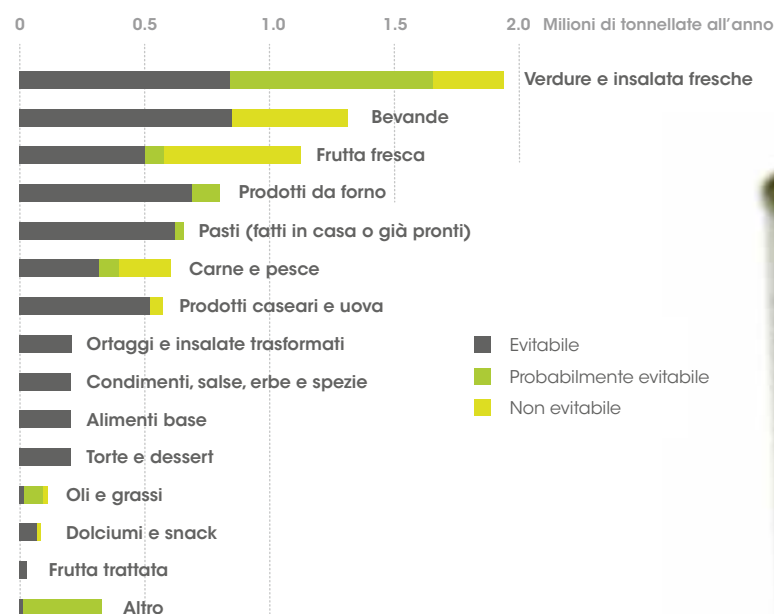 0 0.5 1.0 1.5 2.0 Milioni di tonnellate all'anno
Verdure e insalata fresche
Bevande
Frutta fresca
Prodotti da forno
Pasti (fatti in casa o già pronti)
Carne e pesce
Prodotti caseari e uova
Ortaggi e insalate trasformati
Condimenti, salse, erbe e spezie
Alimenti base
Torte e dessert
Oli e grassi
Dolciumi e snack
Frutta trattata
Altro
Evitabile
Probabilmente evitabile
Non evitabile